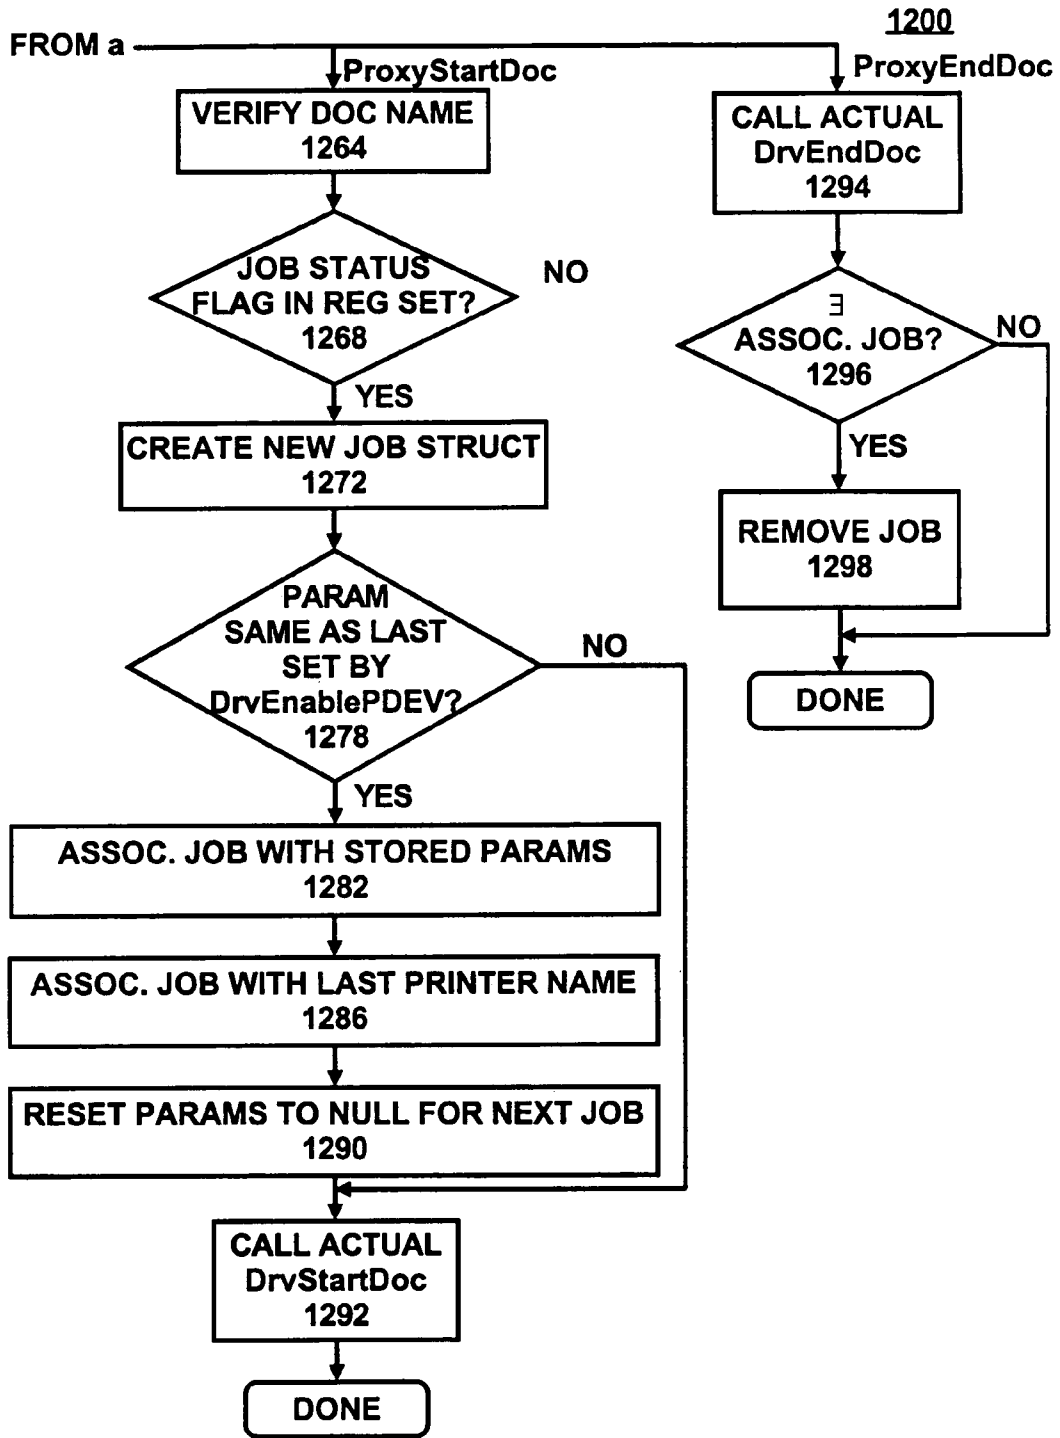 1200
FROM a
ProxyStartDoc
VERIFY DOC NAME
1264
JOB STATUS
FLAG IN REG SET?
1268
NO
YES
CREATE NEW JOB STRUCT
1272
PARAM
SAME AS LAST
SET BY
DrvEnablePDEV?
1278
NO
YES
ASSOC. JOB WITH STORED PARAMS
1282
ASSOC. JOB WITH LAST PRINTER NAME
1286
RESET PARAMS TO NULL FOR NEXT JOB
1290
CALL ACTUAL
DrvStartDoc
1292
DONE
ProxyEndDoc
CALL ACTUAL
DrvEndDoc
1294
∃
ASSOC. JOB?
1296
NO
YES
REMOVE JOB
1298
DONE